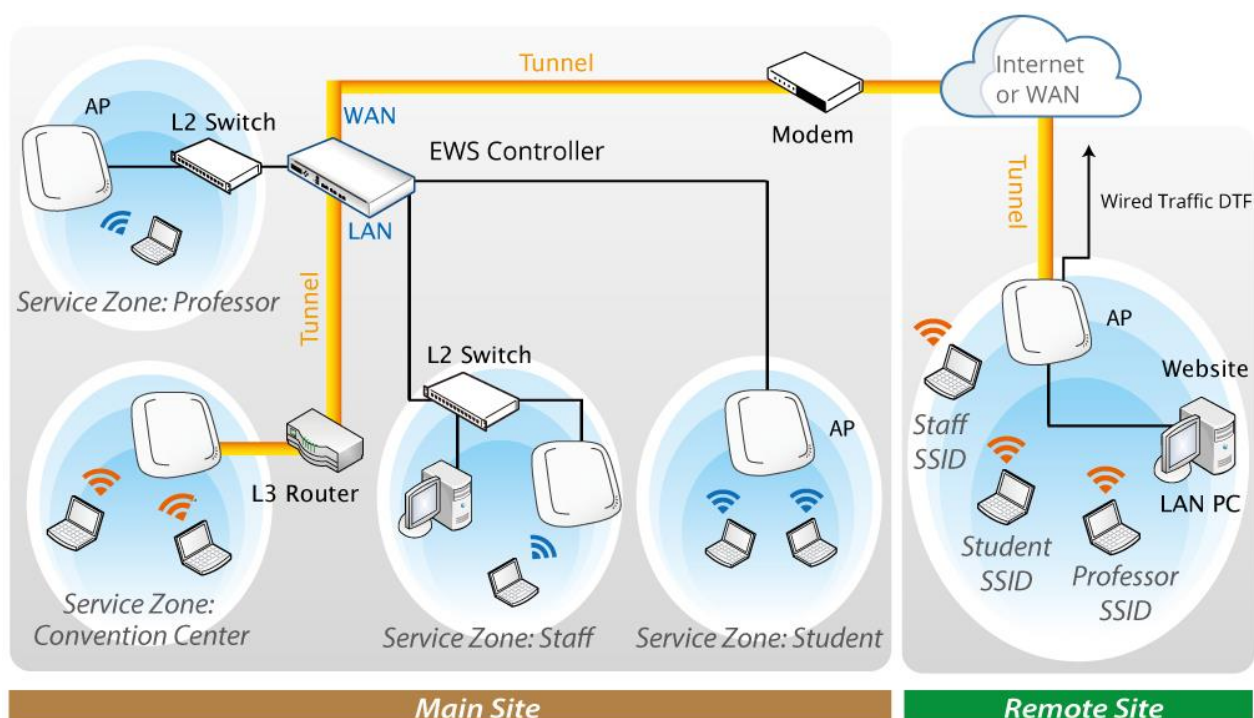 Tunnel
Internet
or WAN
AP
L2 Switch
WAN
EWS Controller
Modem
LAN
Tunnel
Wired Traffic DTF
Service Zone: Professor
Tunnel
AP
L2 Switch
Website
AP
Staff
SSID
L3 Router
LAN PC
Student
SSID
Professor
SSID
Service Zone:
Convention Center
Service Zone: Staff
Service Zone: Student
Main Site
Remote Site